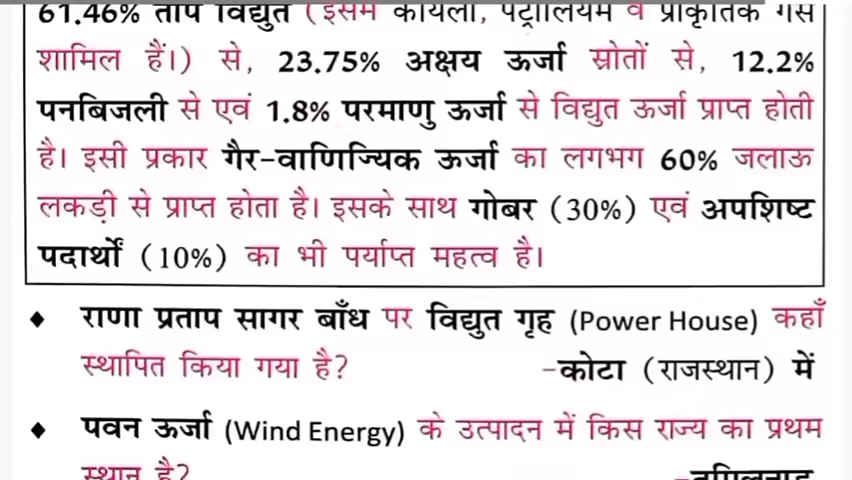 61.46% ताप विद्युत (इसमें कोयला, पेट्रोलियम व प्राकृतिक गैस
शामिल हैं।) से, 23.75% अक्षय ऊर्जा स्रोतों से, 12.2%
पनबिजली से एवं 1.8% परमाणु ऊर्जा से विद्युत ऊर्जा प्राप्त होती
है। इसी प्रकार गैर-वाणिज्यिक ऊर्जा का लगभग 60% जलाऊ
लकड़ी से प्राप्त होता है। इसके साथ गोबर (30%) एवं अपशिष्ट
पदार्थों (10%) का भी पर्याप्त महत्व है।
♦ राणा प्रताप सागर बाँध पर विद्युत गृह (Power House) कहाँ
स्थापित किया गया है? -कोटा (राजस्थान) में
♦ पवन ऊर्जा (Wind Energy) के उत्पादन में किस राज्य का प्रथम
स्थान है? -तमिलनाडु